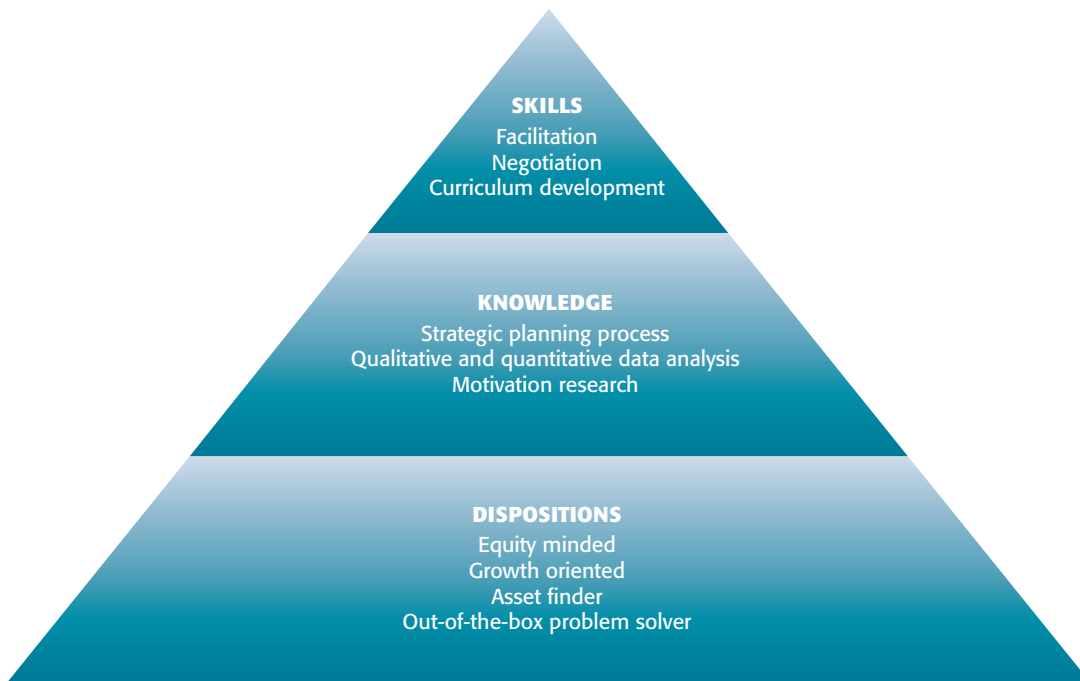 SKILLS
Facilitation
Negotiation
Curriculum development
KNOWLEDGE
Strategic planning process
Qualitative and quantitative data analysis
Motivation research
DISPOSITIONS
Equity minded
Growth oriented
Asset finder
Out-of-the-box problem solver